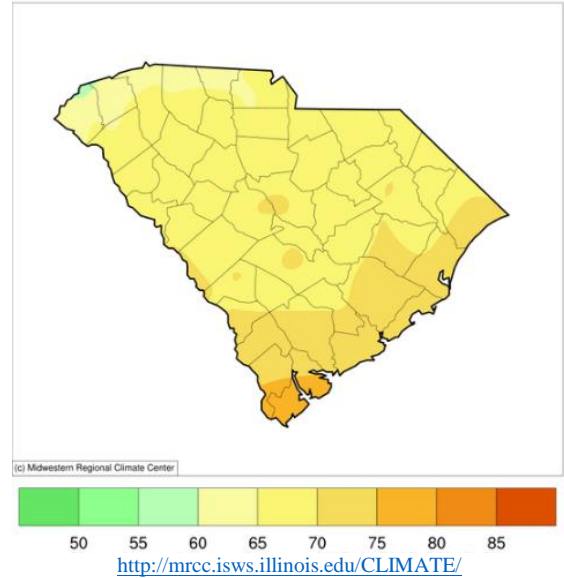 (c) Midwestern Regional Climate Center
50 55 60 65 70 75 80 85
http://mrcc.isws.illinois.edu/CLIMATE/